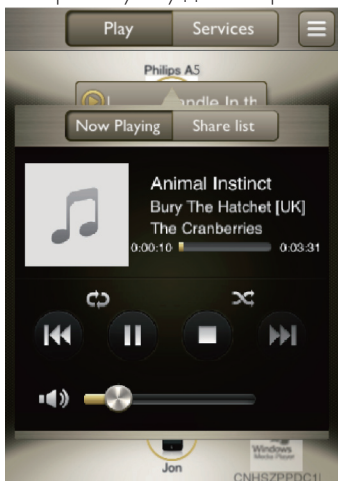 Play Services
Philips A5
Now Playing Share list
Animal Instinct
Bury The Hatchet [UK]
The Cranberries
0:00:10 0:03:31
Windows
Media Player
Jon
CNHSZPPDC1